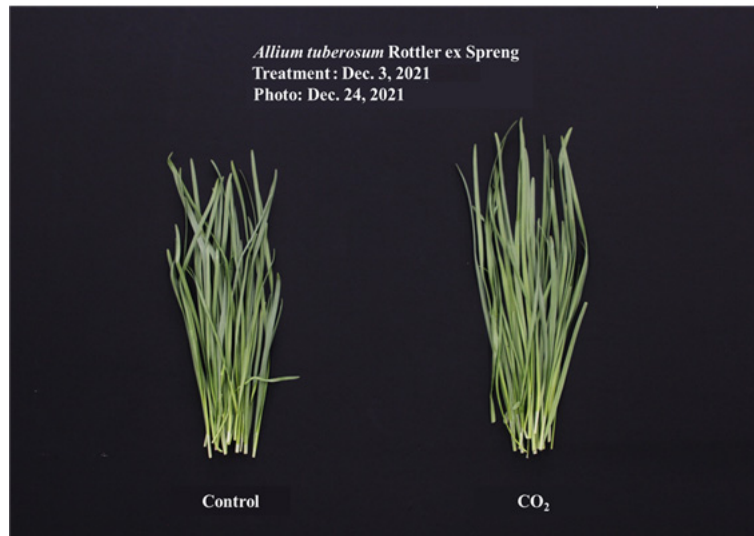 Allium tuberosum Rottler ex Spreng
Treatment : Dec. 3, 2021
Photo: Dec. 24, 2021
Control
CO₂